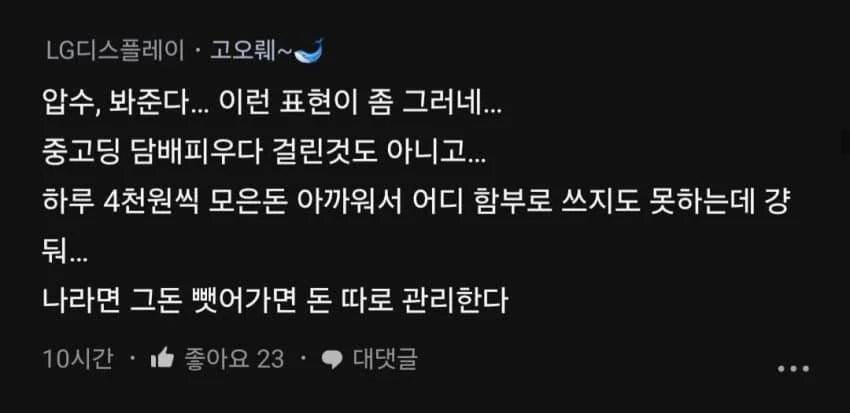 LG디스플레이 · 고오뤠~🐳
압수, 봐준다... 이런 표현이 좀 그러네...
중고딩 담배피우다 걸린것도 아니고...
하루 4천원씩 모은돈 아까워서 어디 함부로 쓰지도 못하는데 걍
둬...
나라면 그돈 뺏어가면 돈 따로 관리한다
10시간 · 좋아요 23 · 대댓글